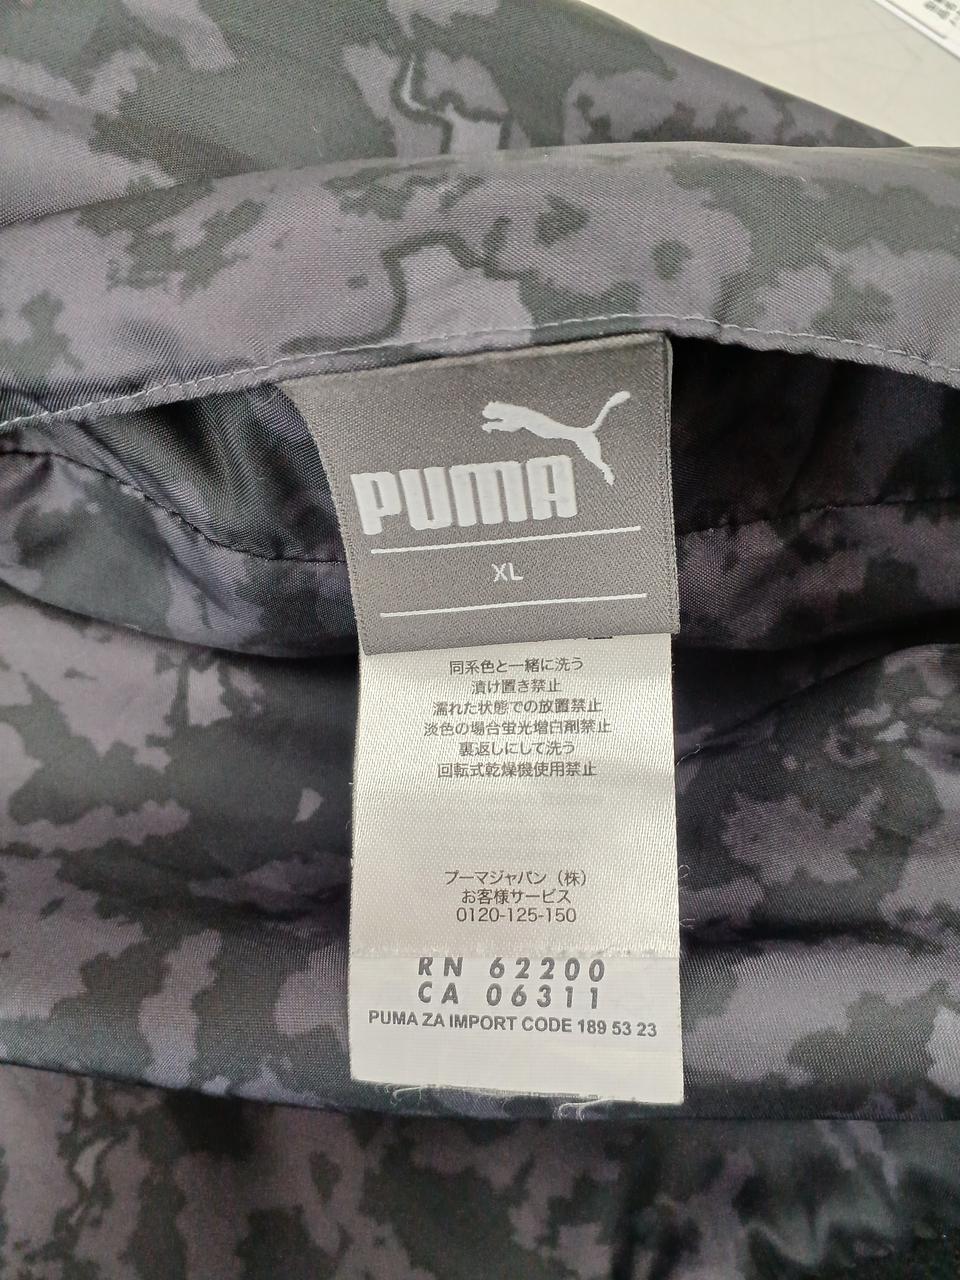 PUMA
XL
同系色と一緒に洗う
漬け置き禁止
濡れた状態での放置禁止
淡色の場合蛍光増白剤禁止
裏返しにして洗う
回転式乾燥機使用禁止
プーマジャパン（株）
お客様サービス
0120-125-150
RN 62200
CA 06311
PUMA ZA IMPORT CODE 189 53 23